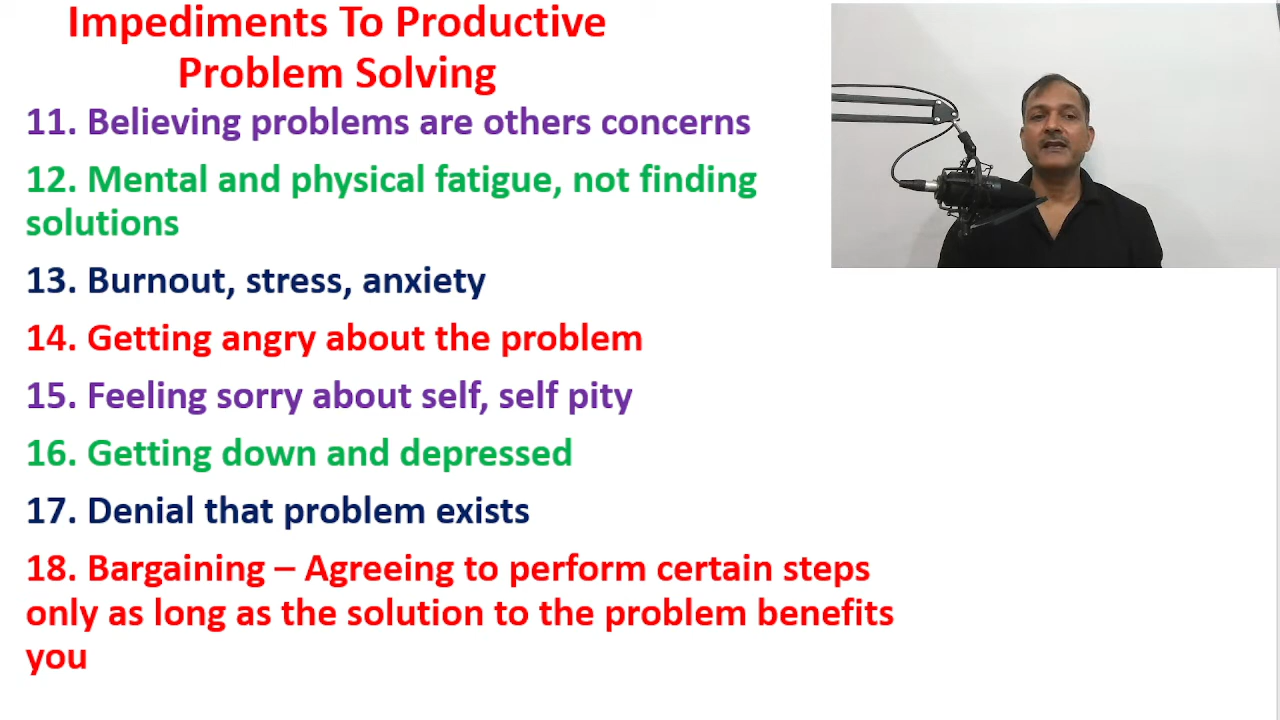 Impediments To Productive
Problem Solving
11. Believing problems are others concerns
12. Mental and physical fatigue, not finding
solutions
13. Burnout, stress, anxiety
14. Getting angry about the problem
15. Feeling sorry about self, self pity
16. Getting down and depressed
17. Denial that problem exists
18. Bargaining – Agreeing to perform certain steps
only as long as the solution to the problem benefits
you